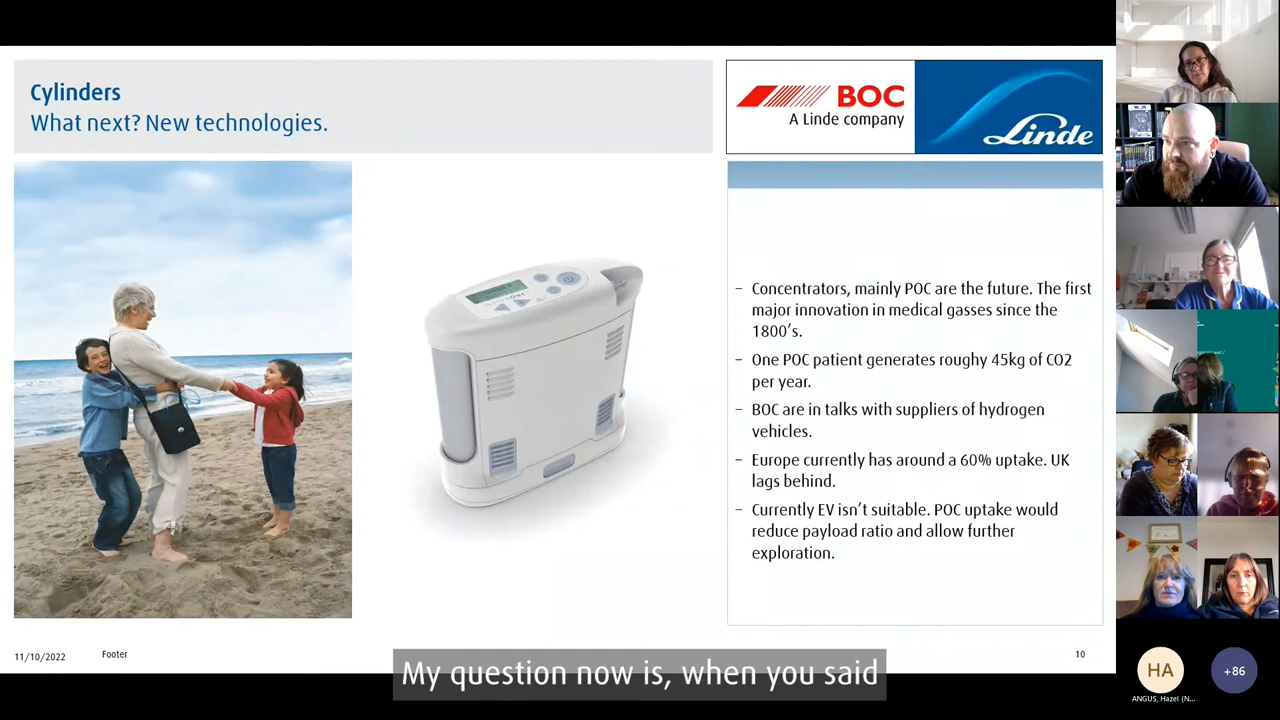 Cylinders
What next? New technologies.
BOC
A Linde company
Linde
– Concentrators, mainly POC are the future. The first
major innovation in medical gasses since the
1800’s.
– One POC patient generates roughy 45kg of CO2
per year.
– BOC are in talks with suppliers of hydrogen
vehicles.
– Europe currently has around a 60% uptake. UK
lags behind.
– Currently EV isn’t suitable. POC uptake would
reduce payload ratio and allow further
exploration.
11/10/2022
Footer
10
My question now is, when you said
HA
+86
ANGUS, Hazel (N...